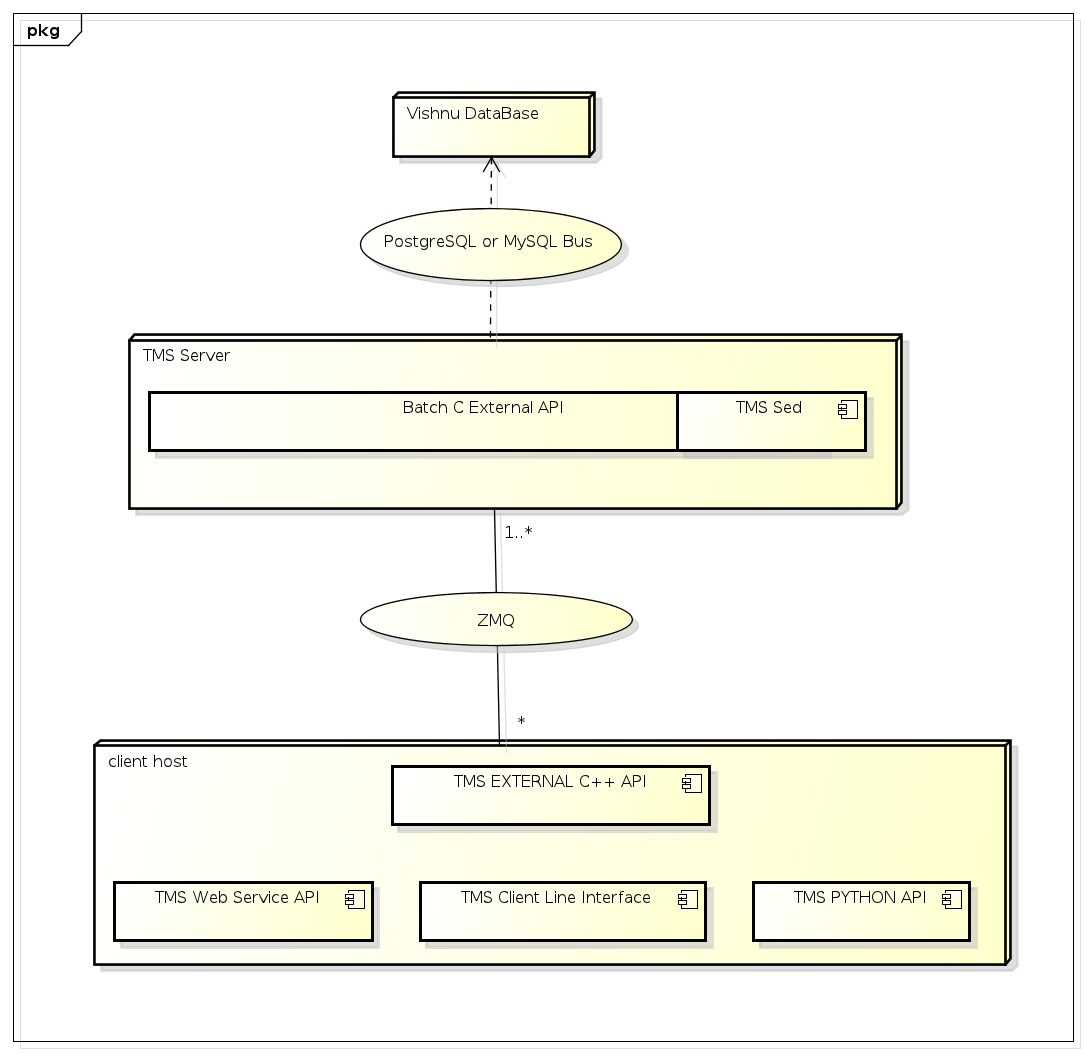 pkg
Vishnu DataBase
PostgreSQL or MySQL Bus
TMS Server
Batch C External API
TMS Sed
1..*
ZMQ
*
client host
TMS EXTERNAL C++ API
TMS Web Service API
TMS Client Line Interface
TMS PYTHON API